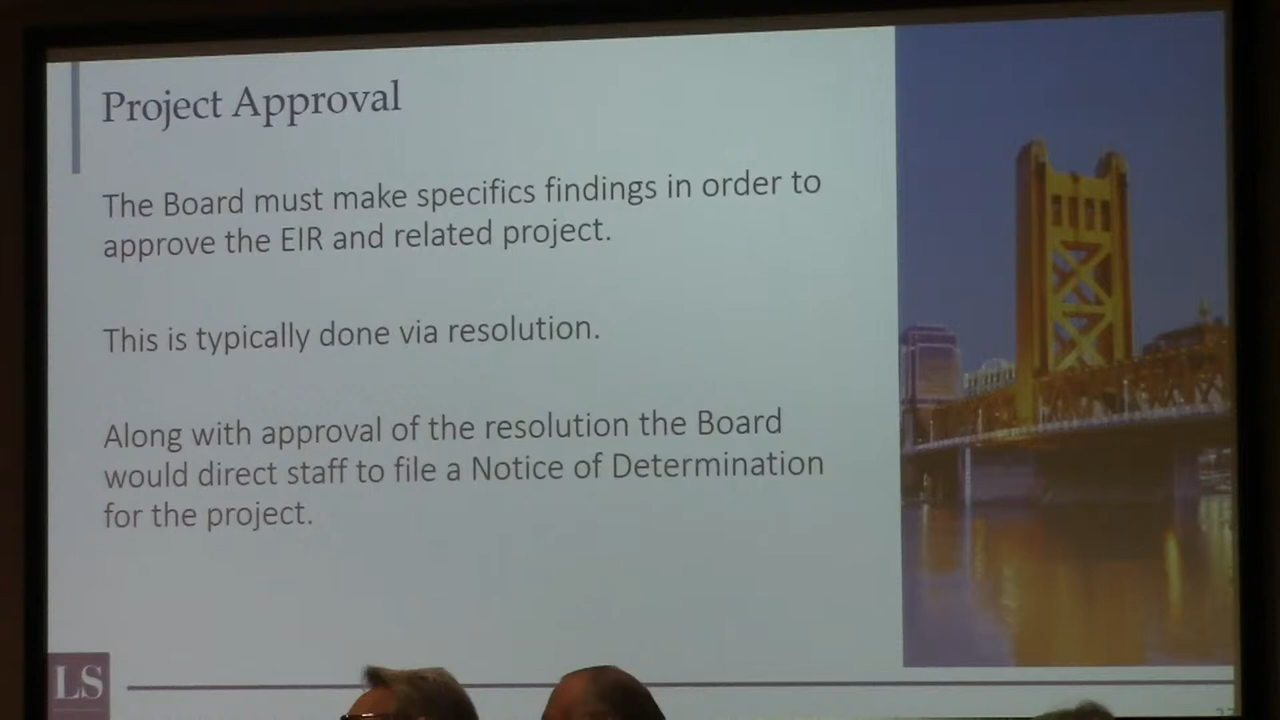 Project Approval
The Board must make specifics findings in order to
approve the EIR and related project.
This is typically done via resolution.
Along with approval of the resolution the Board
would direct staff to file a Notice of Determination
for the project.
LS